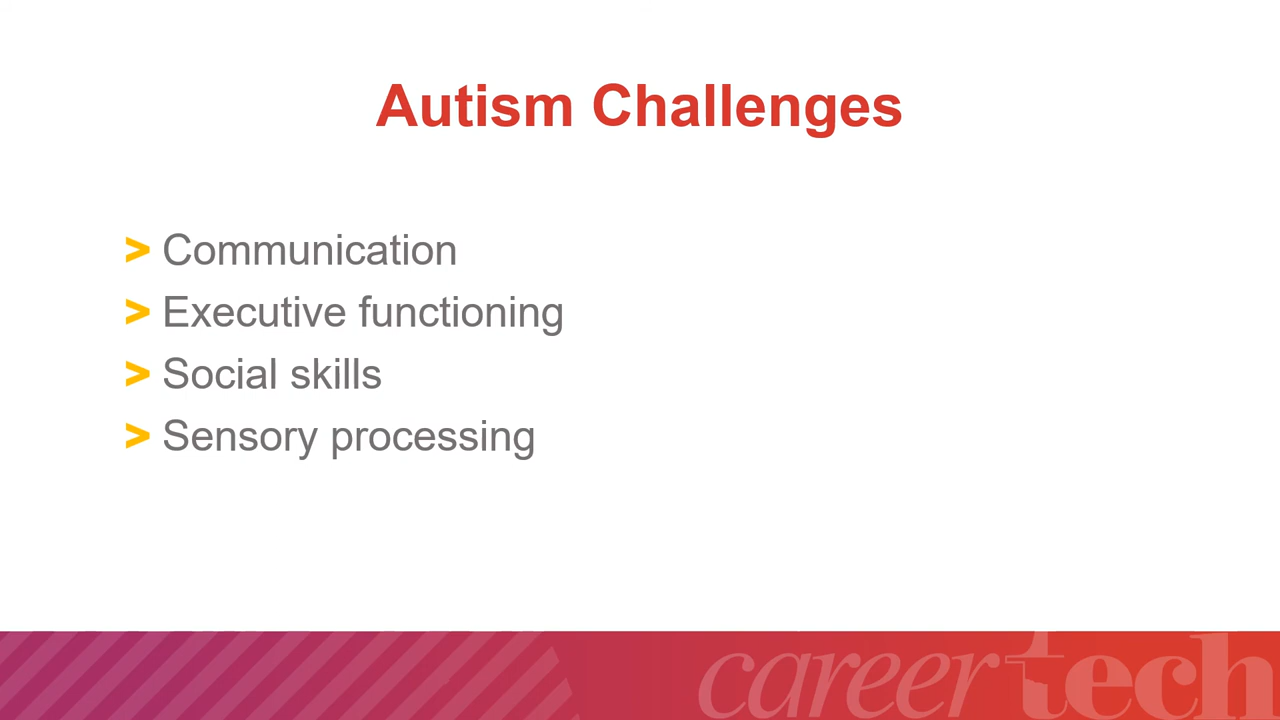 Autism Challenges
> Communication
> Executive functioning
> Social skills
> Sensory processing
careertech